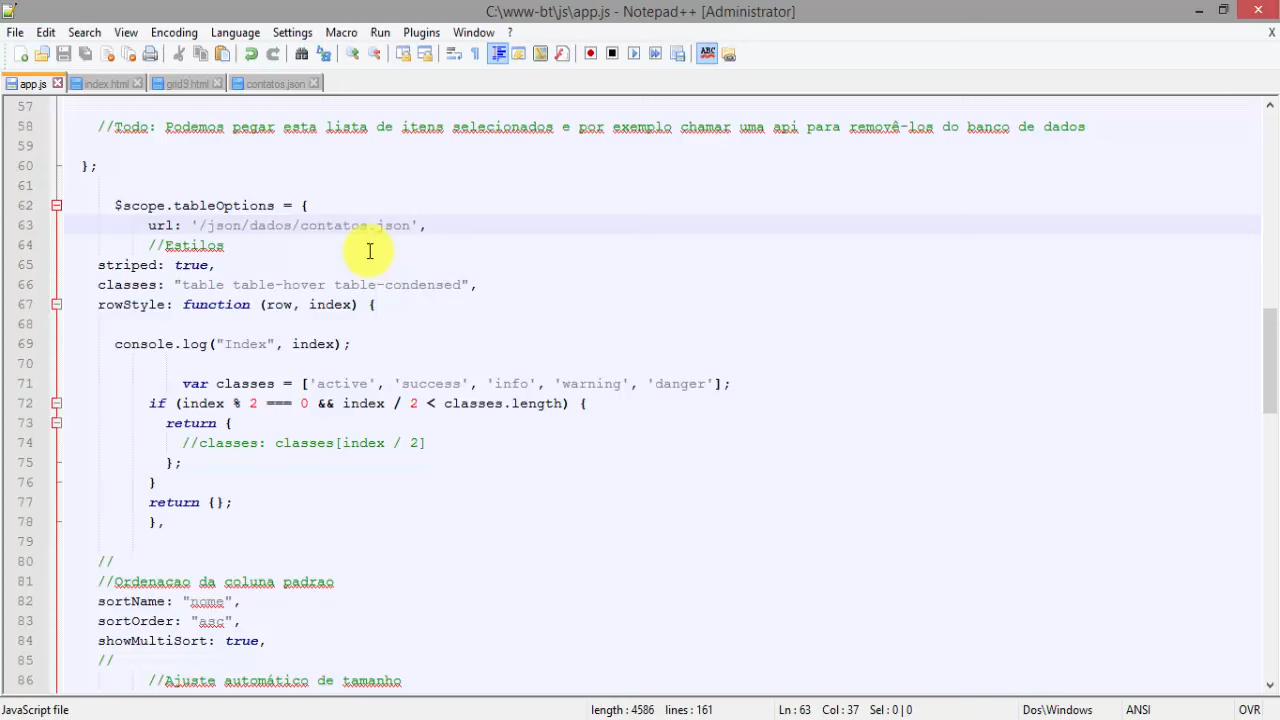 C:\www-bt\js\app.js - Notepad++ [Administrator]
File Edit Search View Encoding Language Settings Macro Run Plugins Window ? X
ABC
app.js index.html grid9.html contatos.json
57
58 //Todo: Podemos pegar esta lista de itens selecionados e por exemplo chamar uma api para removê-los do banco de dados
59
60 };
61
62 $scope.tableOptions = {
63 url: '/json/dados/contatos.json',
64 //Estilos
65 striped: true,
66 classes: "table table-hover table-condensed",
67 rowStyle: function (row, index) {
68
69 console.log("Index", index);
70
71 var classes = ['active', 'success', 'info', 'warning', 'danger'];
72 if (index % 2 === 0 && index / 2 < classes.length) {
73 return {
74 //classes: classes[index / 2]
75 };
76 }
77 return {};
78 },
79
80 //
81 //Ordenacao da coluna padrao
82 sortName: "nome",
83 sortOrder: "asc",
84 showMultiSort: true,
85 //
86 //Ajuste automático de tamanho
JavaScript file length : 4586 lines : 161 Ln : 63 Col : 37 Sel : 0 | 0 Dos\Windows ANSI OVR